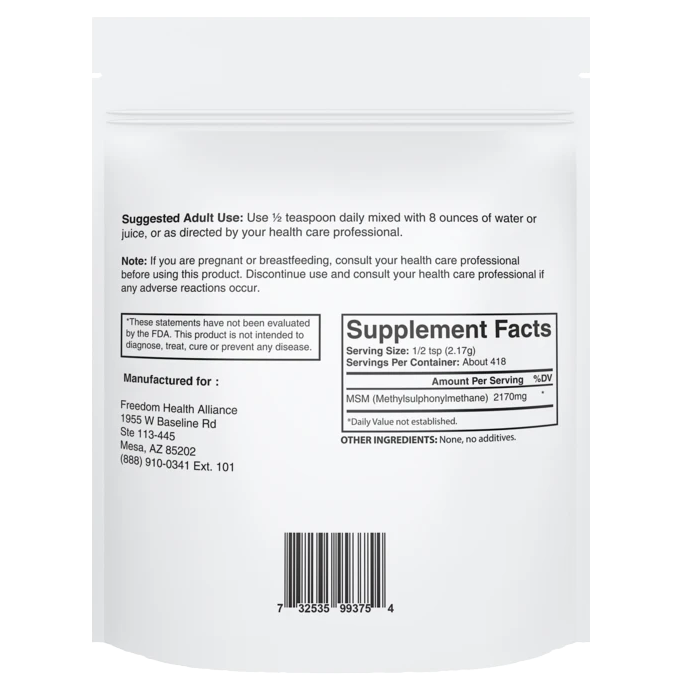 Suggested Adult Use: Use ½ teaspoon daily mixed with 8 ounces of water or
juice, or as directed by your health care professional.
Note: If you are pregnant or breastfeeding, consult your health care professional
before using this product. Discontinue use and consult your health care professional if
any adverse reactions occur.
*These statements have not been evaluated
by the FDA. This product is not intended to
diagnose, treat, cure or prevent any disease.
Manufactured for :
Freedom Health Alliance
1955 W Baseline Rd
Ste 113-445
Mesa, AZ 85202
(888) 910-0341 Ext. 101
Supplement Facts
Serving Size: 1/2 tsp (2.17g)
Servings Per Container: About 418
Amount Per Serving %DV
MSM (Methylsulphonylmethane) 2170mg *
*Daily Value not established.
OTHER INGREDIENTS: None, no additives.
7 32535 99375 4